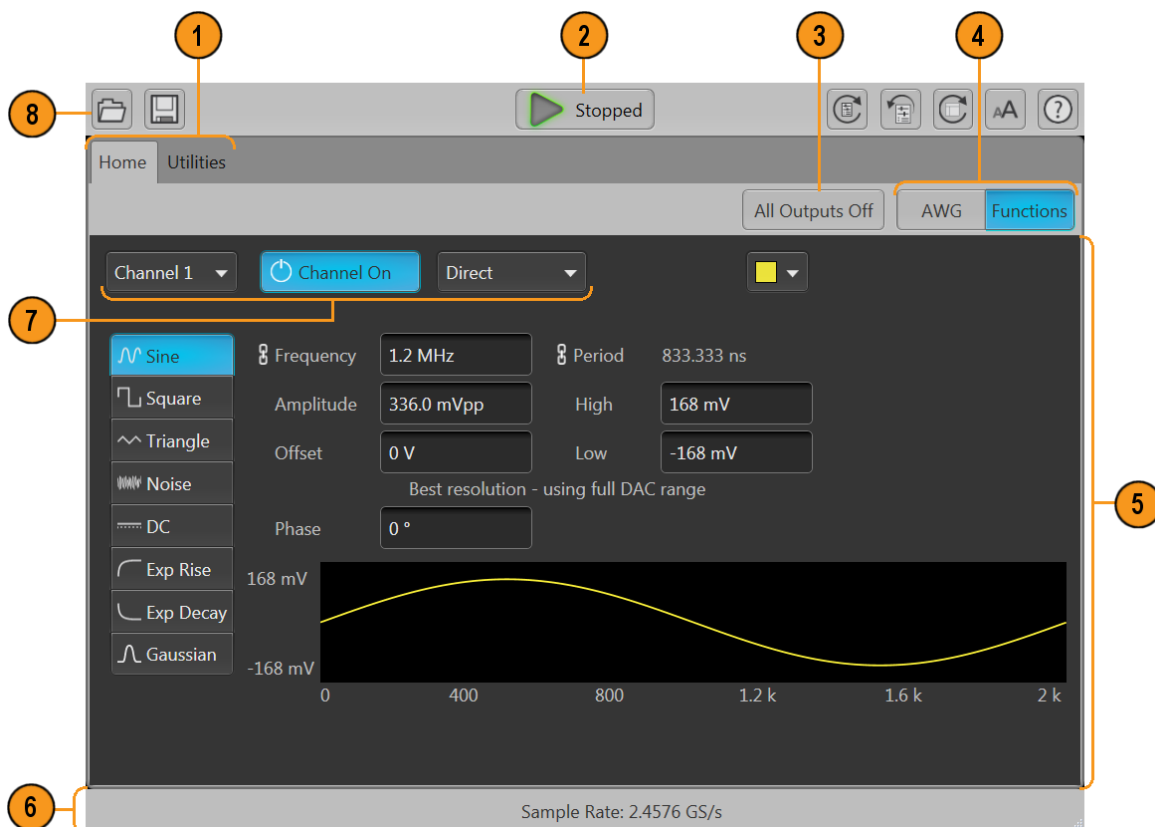 1
2
3
4
8
Stopped
AA
?
Home Utilities
All Outputs Off AWG Functions
Channel 1 Channel On Direct
7
Sine Frequency 1.2 MHz Period 833.333 ns
Square Amplitude 336.0 mVpp High 168 mV
Triangle Offset 0 V Low -168 mV
Noise Best resolution - using full DAC range
5
DC Phase 0 °
Exp Rise 168 mV
Exp Decay
Gaussian -168 mV
0 400 800 1.2 k 1.6 k 2 k
6
Sample Rate: 2.4576 GS/s